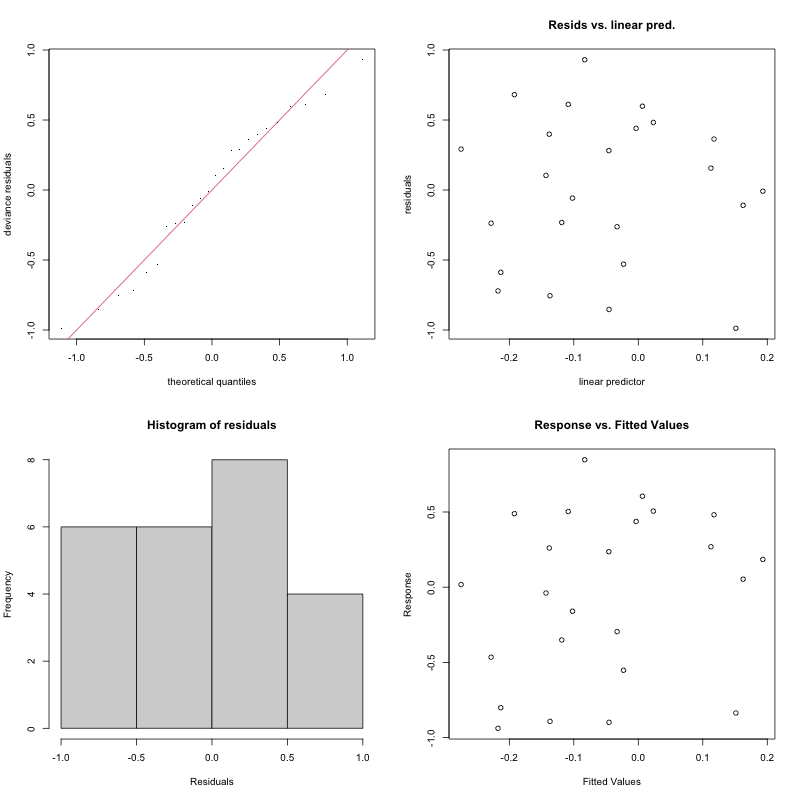 1.0
0.5
0.0
-0.5
-1.0
deviance residuals
-1.0 -0.5 0.0 0.5 1.0
theoretical quantiles
Resids vs. linear pred.
1.0
0.5
0.0
-0.5
-1.0
residuals
-0.2 -0.1 0.0 0.1 0.2
linear predictor
Histogram of residuals
8
6
4
2
0
Frequency
-1.0 -0.5 0.0 0.5 1.0
Residuals
Response vs. Fitted Values
0.5
0.0
-0.5
-1.0
Response
-0.2 -0.1 0.0 0.1 0.2
Fitted Values